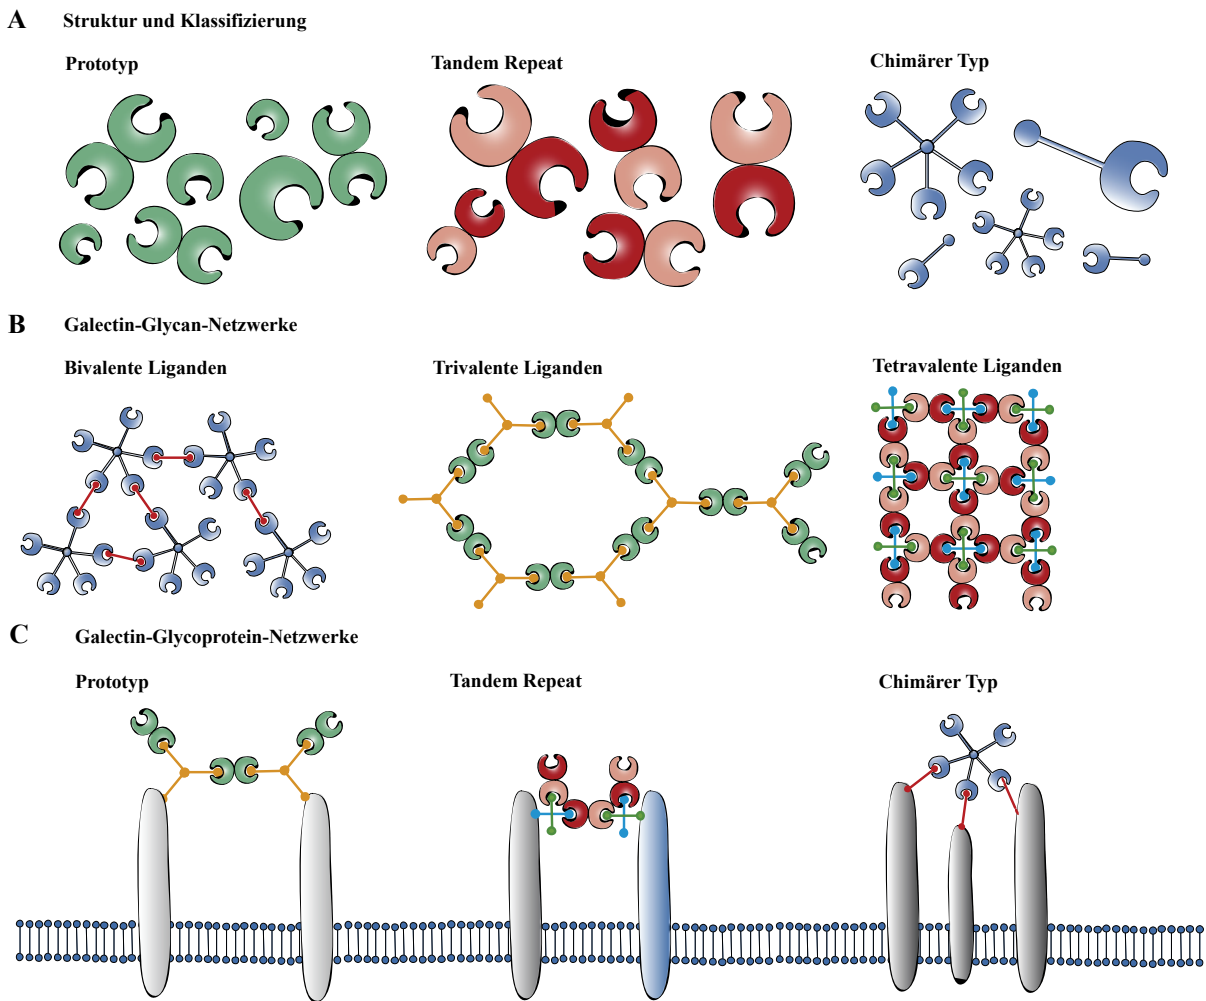 A Struktur und Klassifizierung
Prototyp Tandem Repeat Chimärer Typ
B Galectin-Glycan-Netzwerke
Bivalente Liganden Trivalente Liganden Tetravalente Liganden
C Galectin-Glycoprotein-Netzwerke
Prototyp Tandem Repeat Chimärer Typ